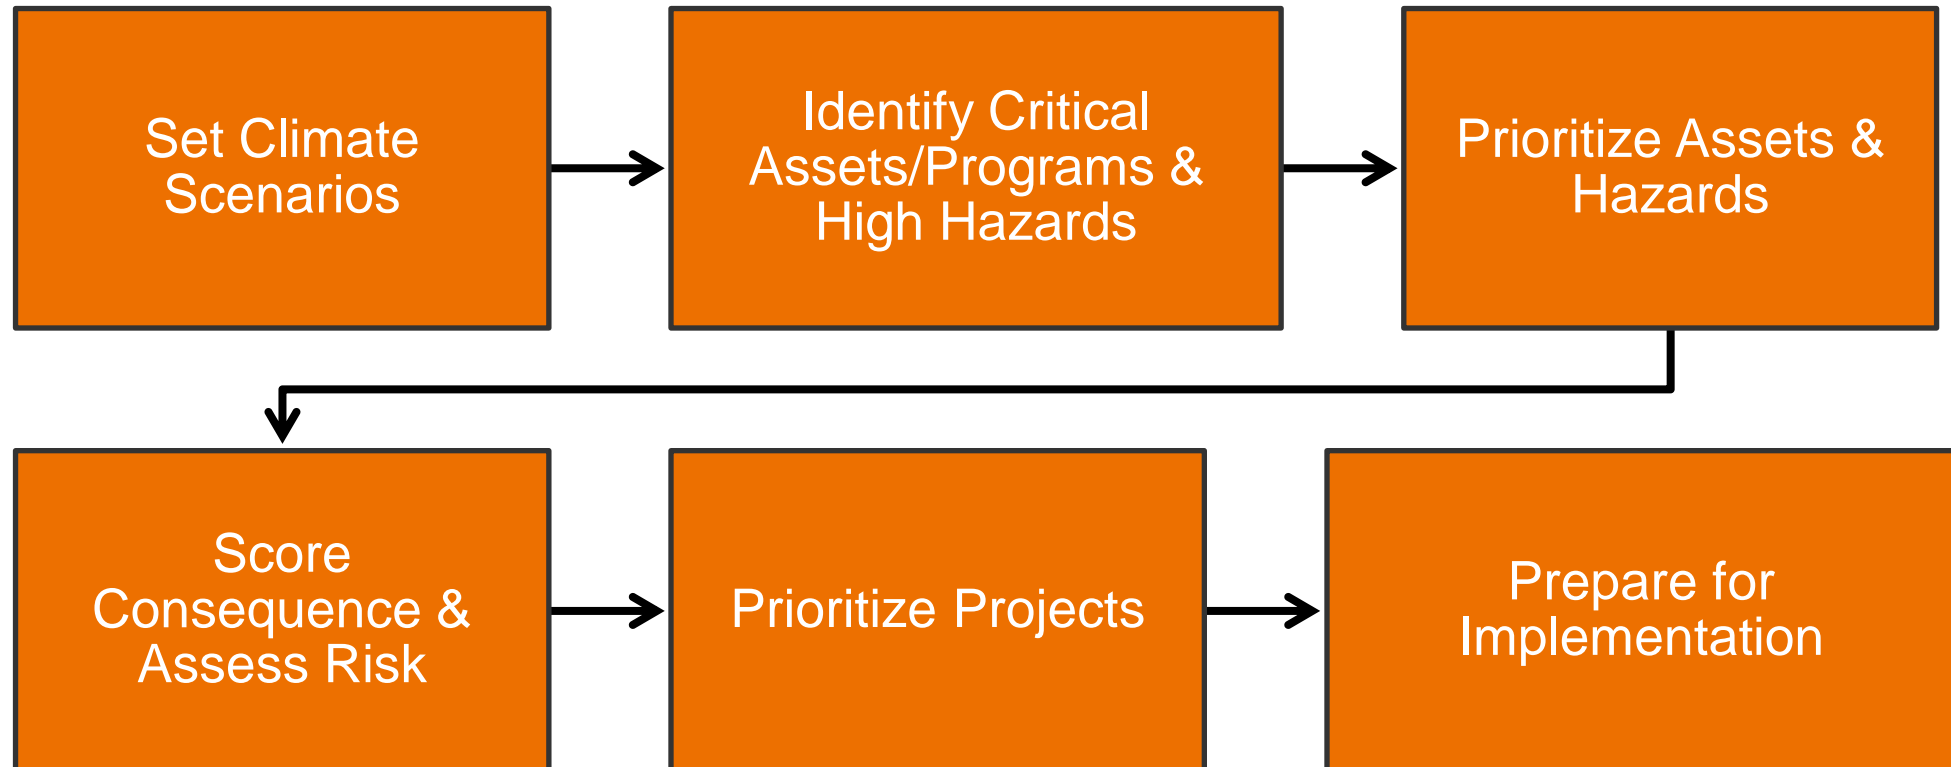 Set Climate
Scenarios
Identify Critical
Assets/Programs &
High Hazards
Prioritize Assets &
Hazards
Score
Consequence &
Assess Risk
Prioritize Projects
Prepare for
Implementation